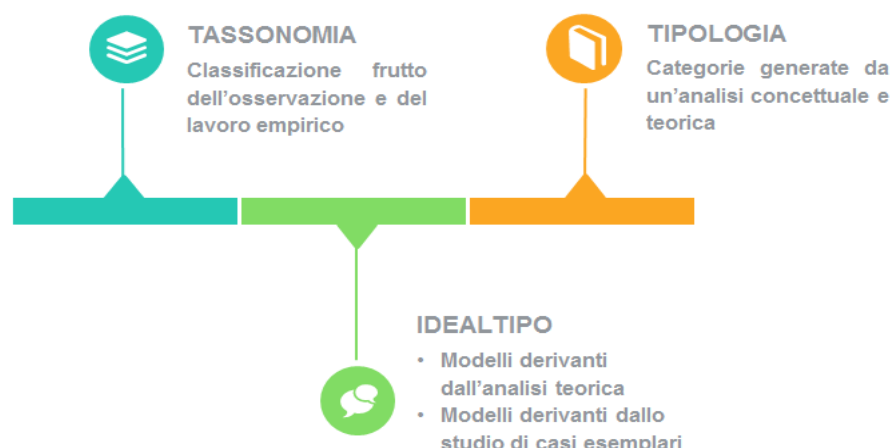 TASSONOMIA
Classificazione frutto
dell'osservazione e del
lavoro empirico
TIPOLOGIA
Categorie generate da
un'analisi concettuale e
teorica
IDEALTIPO
• Modelli derivanti
dall'analisi teorica
• Modelli derivanti dallo
studio di casi esemplari